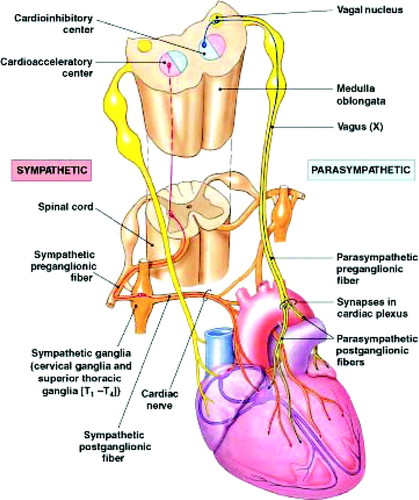 Cardioinhibitory
center
Vagal nucleus
Cardioacceleratory
center
Medulla
oblongata
Vagus (X)
SYMPATHETIC
PARASYMPATHETIC
Spinal cord
Sympathetic
preganglionic
fiber
Parasympathetic
preganglionic
fiber
Synapses in
cardiac plexus
Parasympathetic
postganglionic
fibers
Sympathetic ganglia
(cervical ganglia and
superior thoracic
ganglia [T1 –T4])
Cardiac
nerve
Sympathetic
postganglionic
fiber